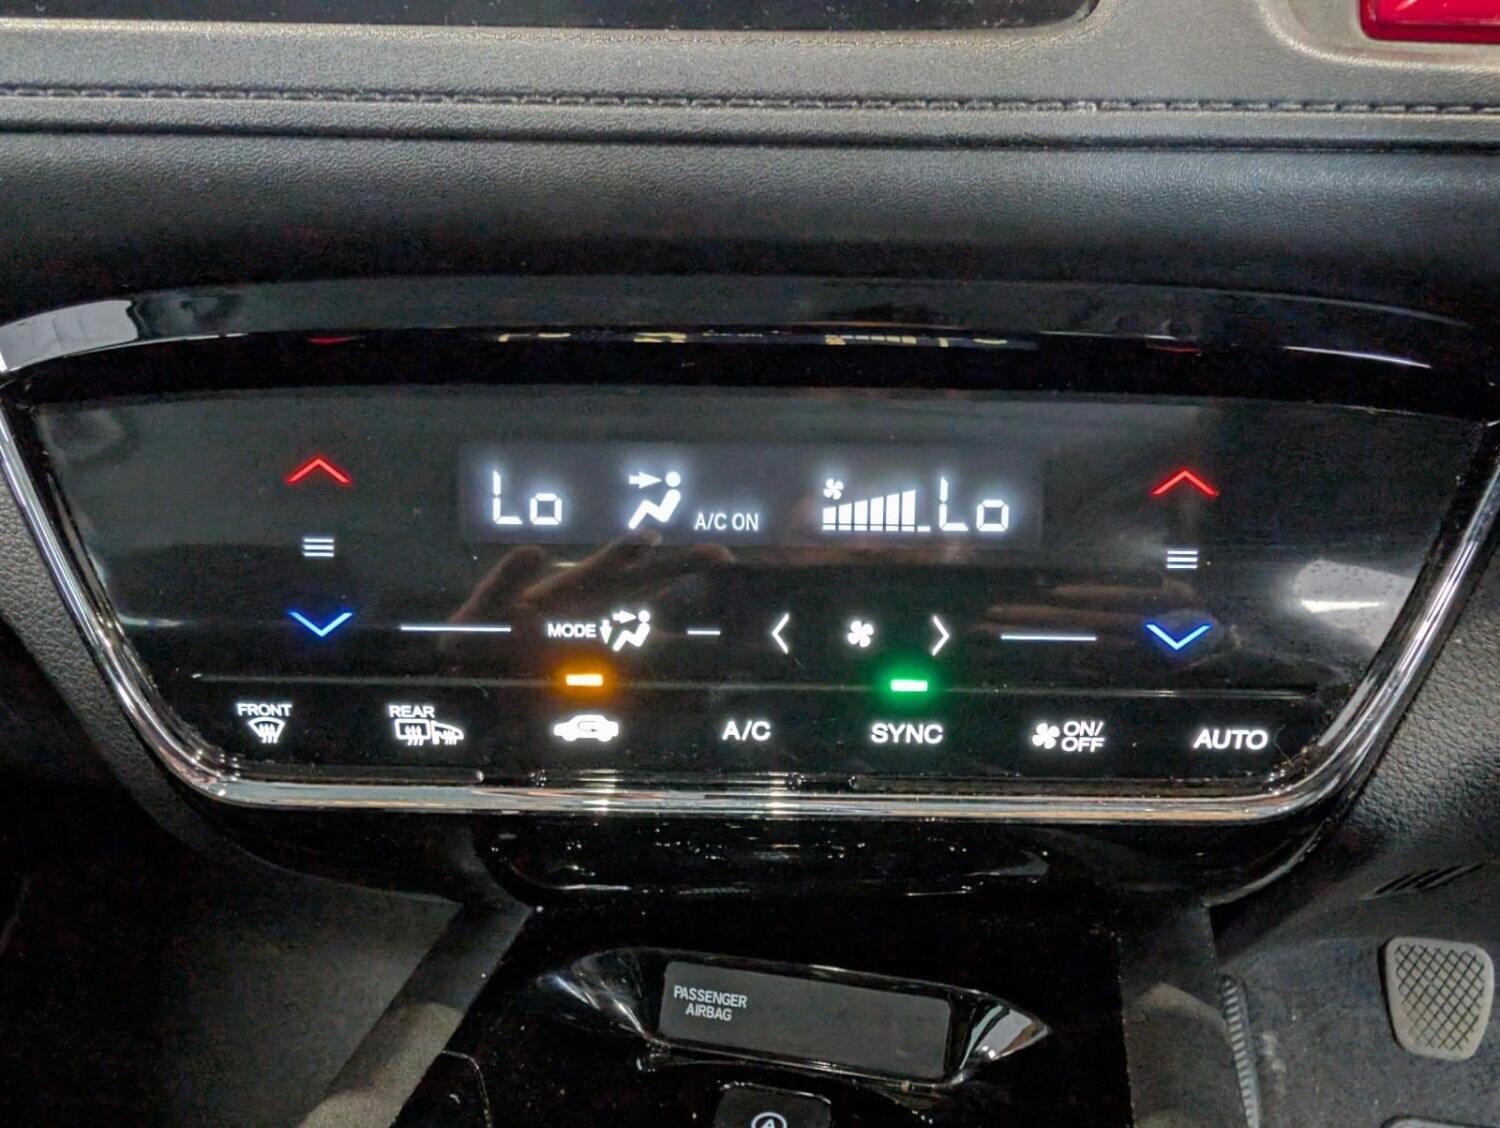 Lo
A/C ON
Lo
MODE
FRONT
REAR
A/C
SYNC
ON/
OFF
AUTO
PASSENGER
AIRBAG
A